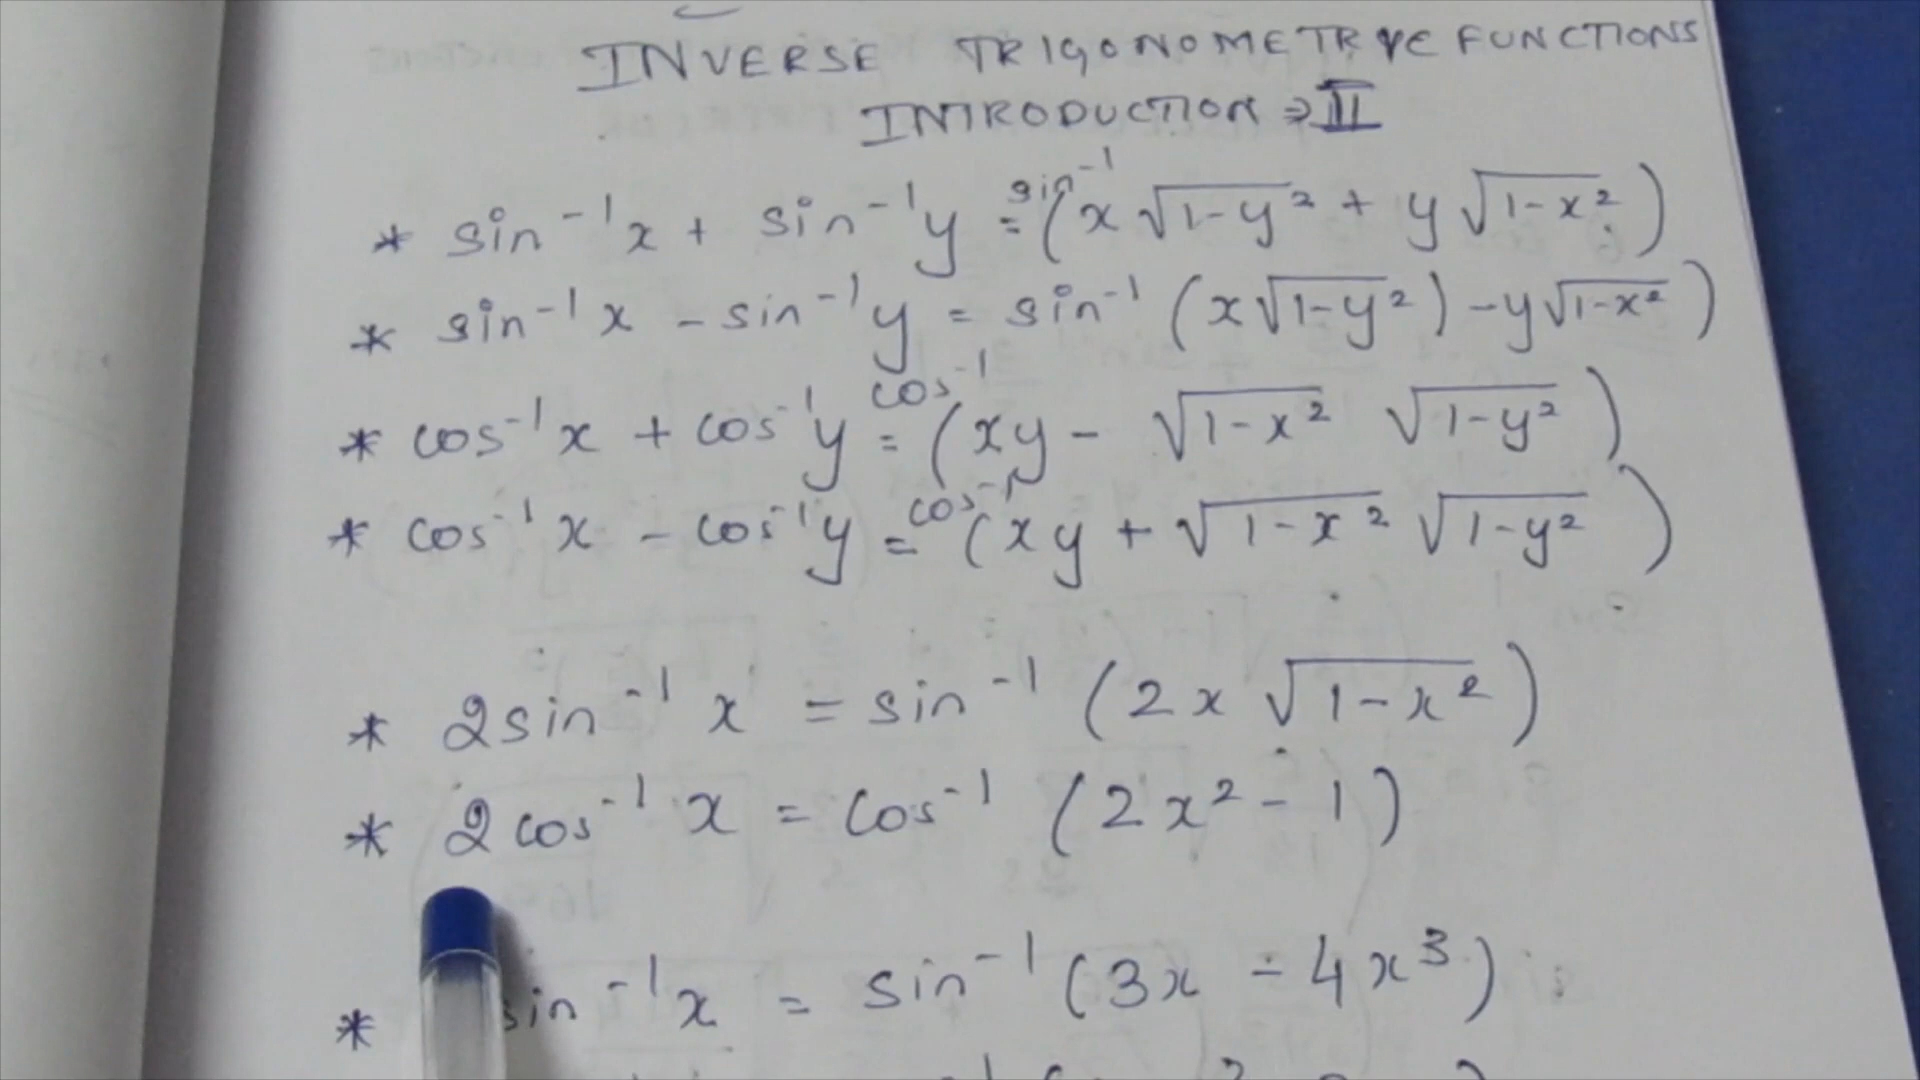 INVERSE TRIGONOMETRIC FUNCTIONS
INTRODUCTION ⇒ II
* sin⁻¹x + sin⁻¹y = sin⁻¹(x√1-y² + y√1-x²)
* sin⁻¹x - sin⁻¹y = sin⁻¹(x√1-y²) - y√1-x²)
* cos⁻¹x + cos⁻¹y = cos⁻¹(xy - √1-x² √1-y²)
* cos⁻¹x - cos⁻¹y = cos⁻¹(xy + √1-x² √1-y²)
* 2sin⁻¹x = sin⁻¹(2x√1-x²)
* 2cos⁻¹x = cos⁻¹(2x²-1)
* sin⁻¹x = sin⁻¹(3x - 4x³)